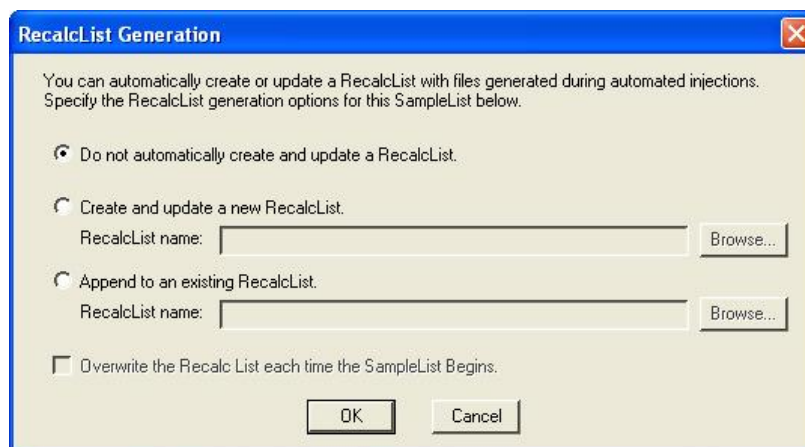 RecalcList Generation
You can automatically create or update a RecalcList with files generated during automated injections.
Specify the RecalcList generation options for this SampleList below.
Do not automatically create and update a RecalcList.
Create and update a new RecalcList.
RecalcList name: Browse...
Append to an existing RecalcList.
RecalcList name: Browse...
Overwrite the Recalc List each time the SampleList Begins.
OK Cancel